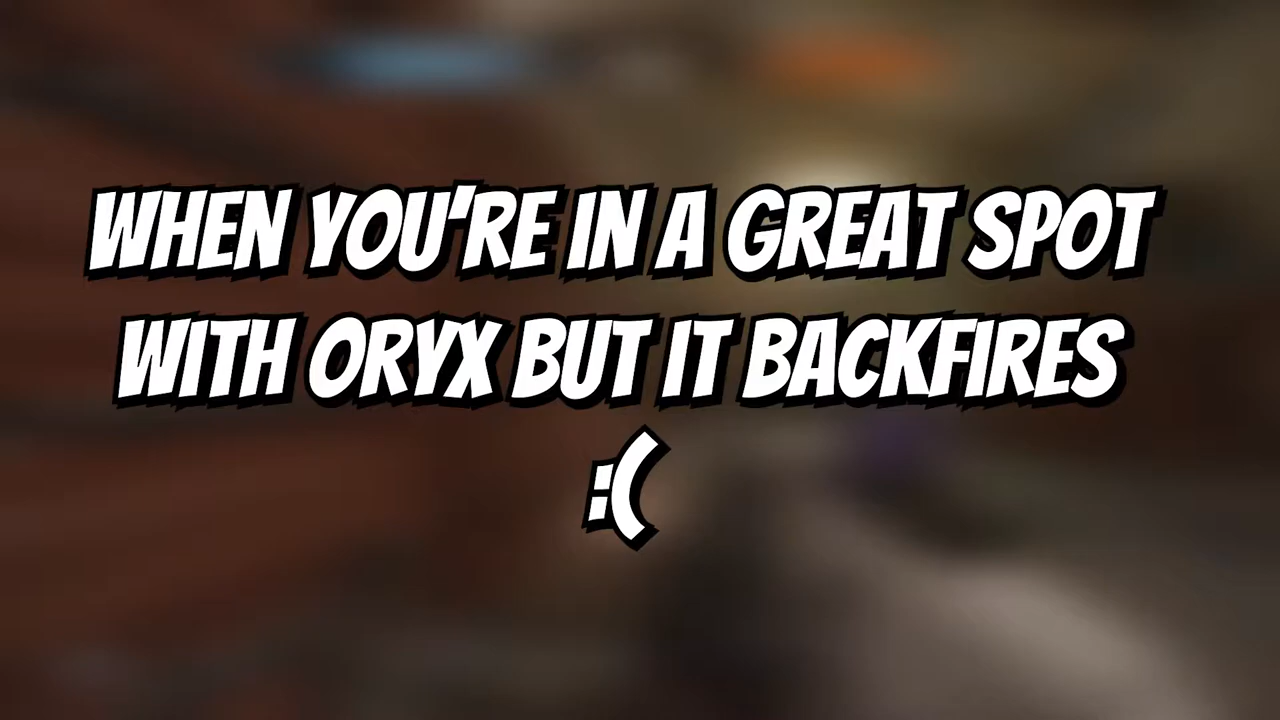 WHEN YOU'RE IN A GREAT SPOT
WITH ORYX BUT IT BACKFIRES
:(